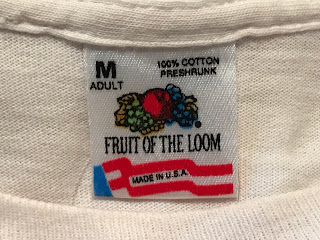 M
ADULT
100% COTTON
PRESHRUNK
FRUIT OF THE LOOM
MADE IN U.S.A.